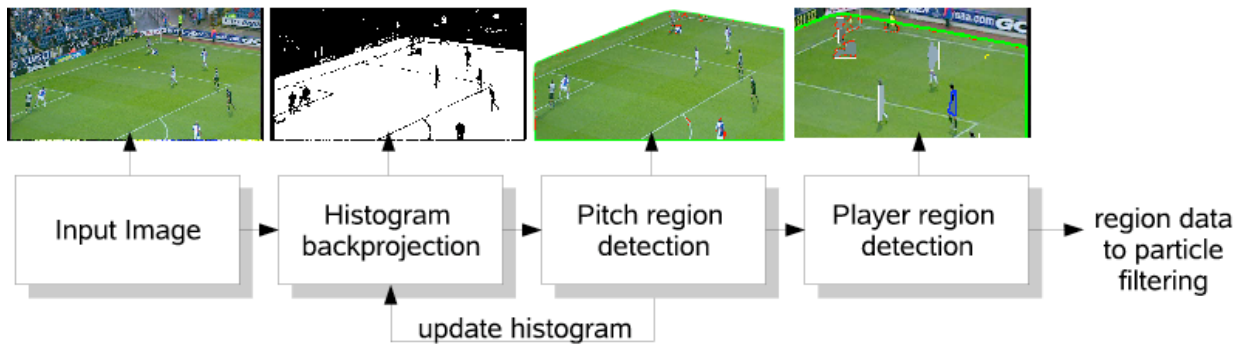 Input Image
Histogram
backprojection
Pitch region
detection
Player region
detection
region data
to particle
filtering
update histogram